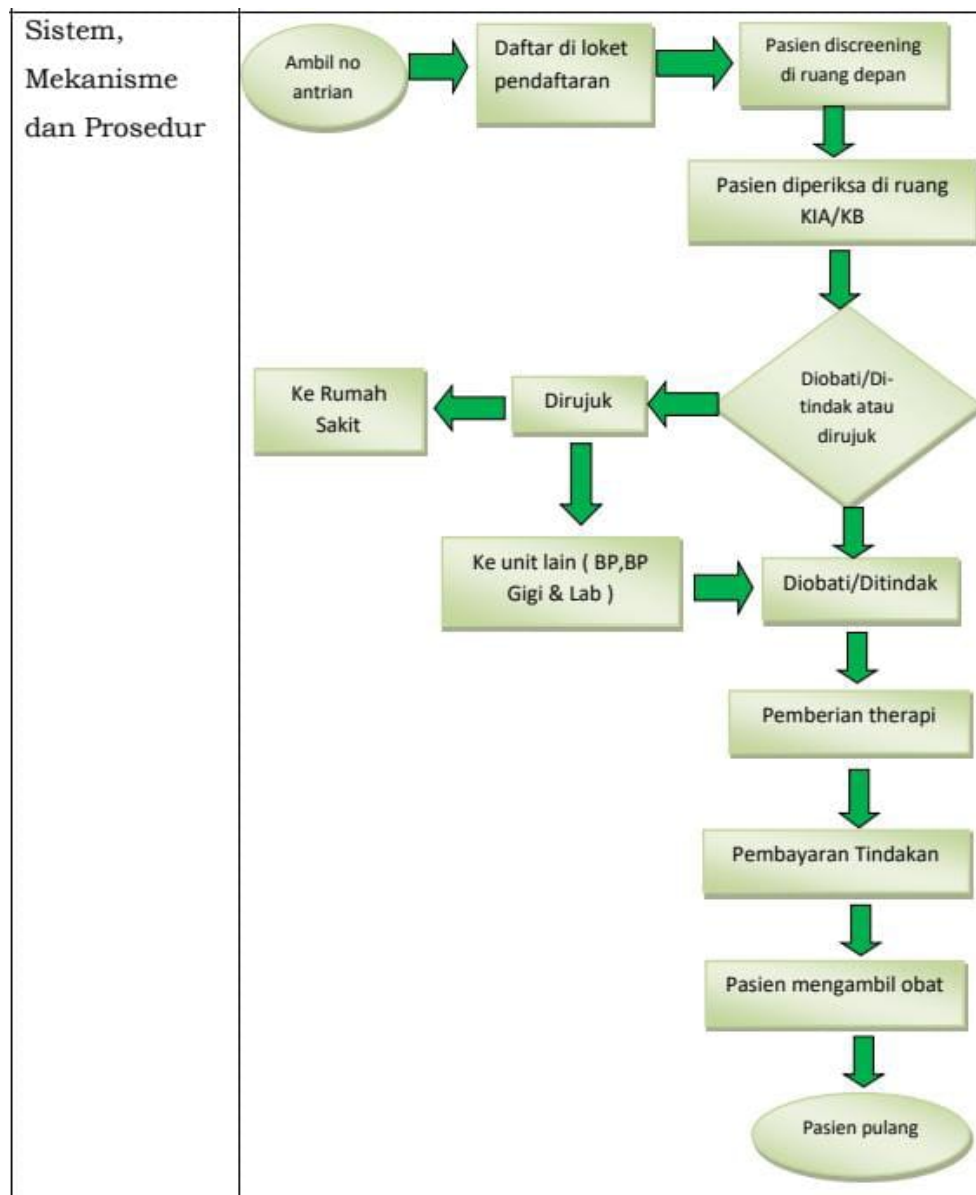 Sistem,
Mekanisme
dan Prosedur
Ambil no
antrian
Daftar di loket
pendaftaran
Pasien discreening
di ruang depan
Pasien diperiksa di ruang
KIA/KB
Diobati/Di-
tindak atau
dirujuk
Dirujuk
Ke Rumah
Sakit
Ke unit lain ( BP,BP
Gigi & Lab )
Diobati/Ditindak
Pemberian therapi
Pembayaran Tindakan
Pasien mengambil obat
Pasien pulang